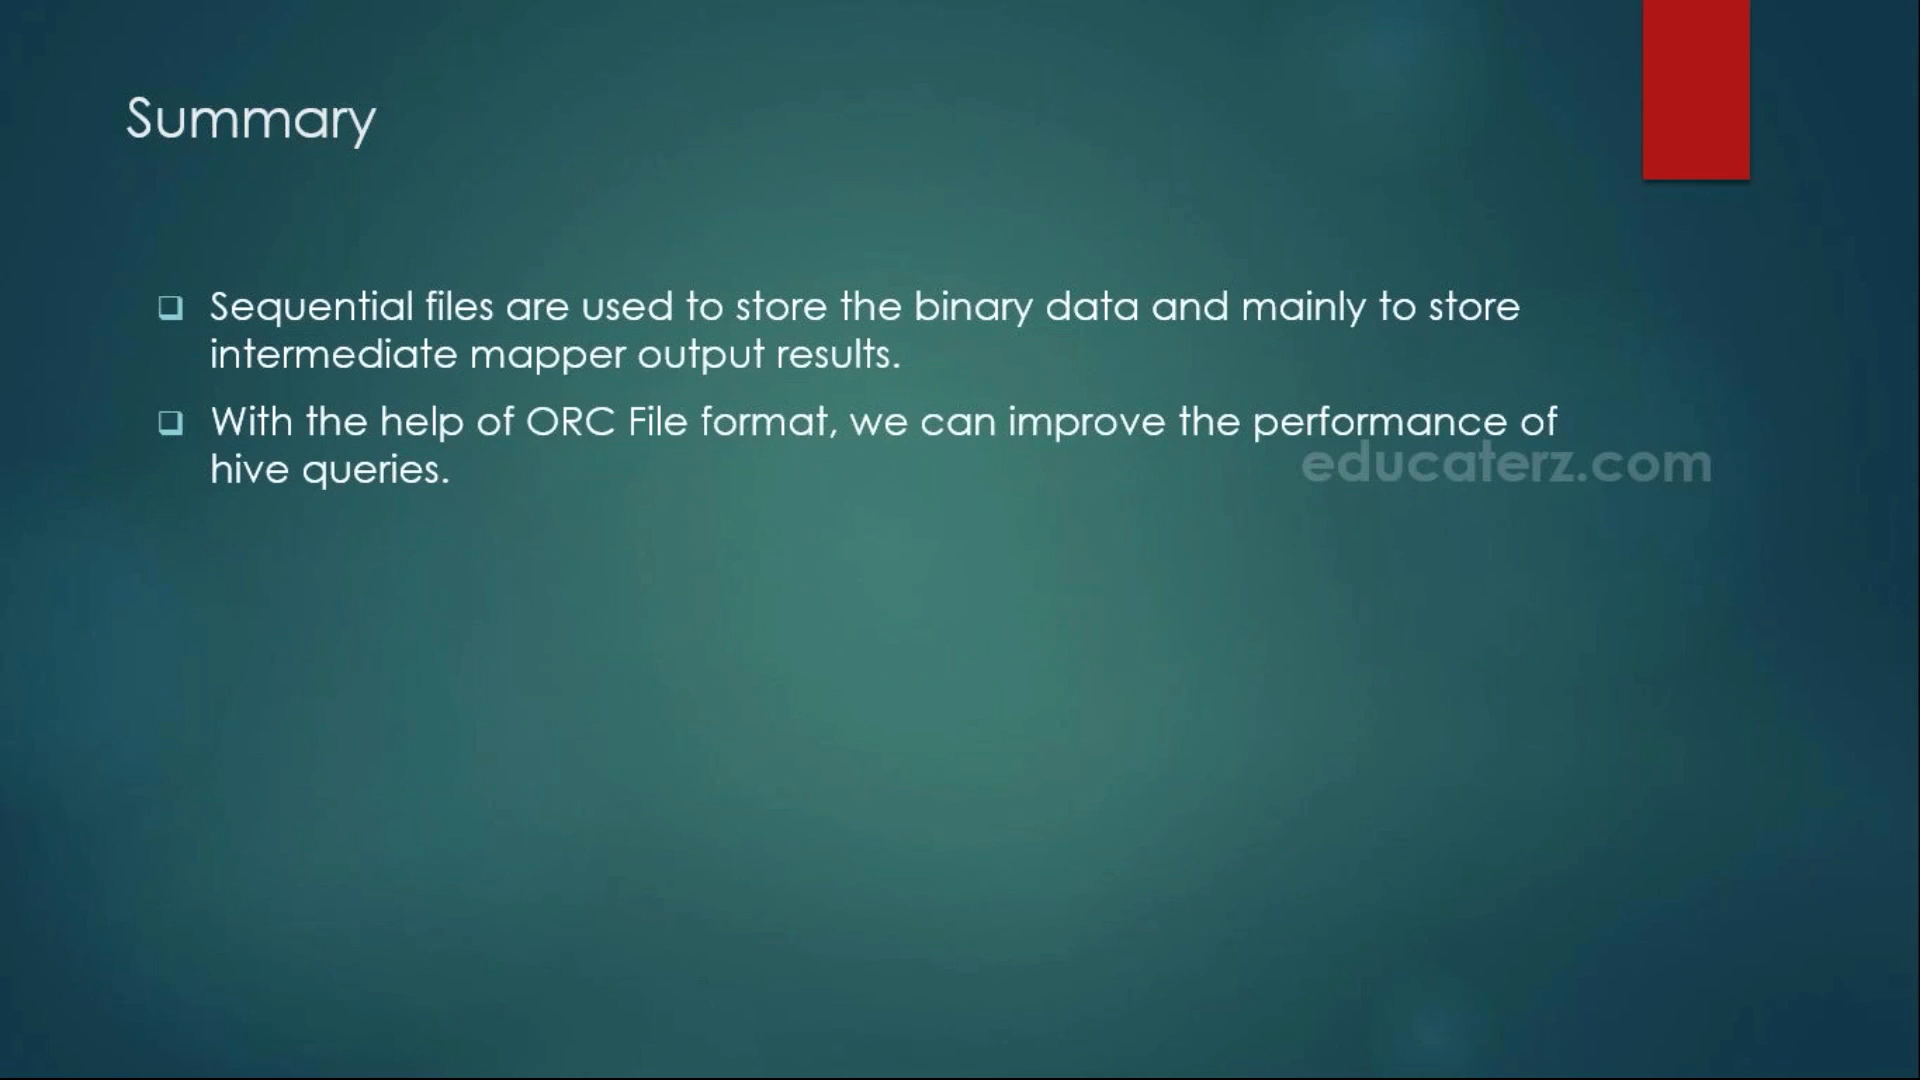 Summary
Sequential files are used to store the binary data and mainly to store
intermediate mapper output results.
With the help of ORC File format, we can improve the performance of
hive queries.
educaterz.com